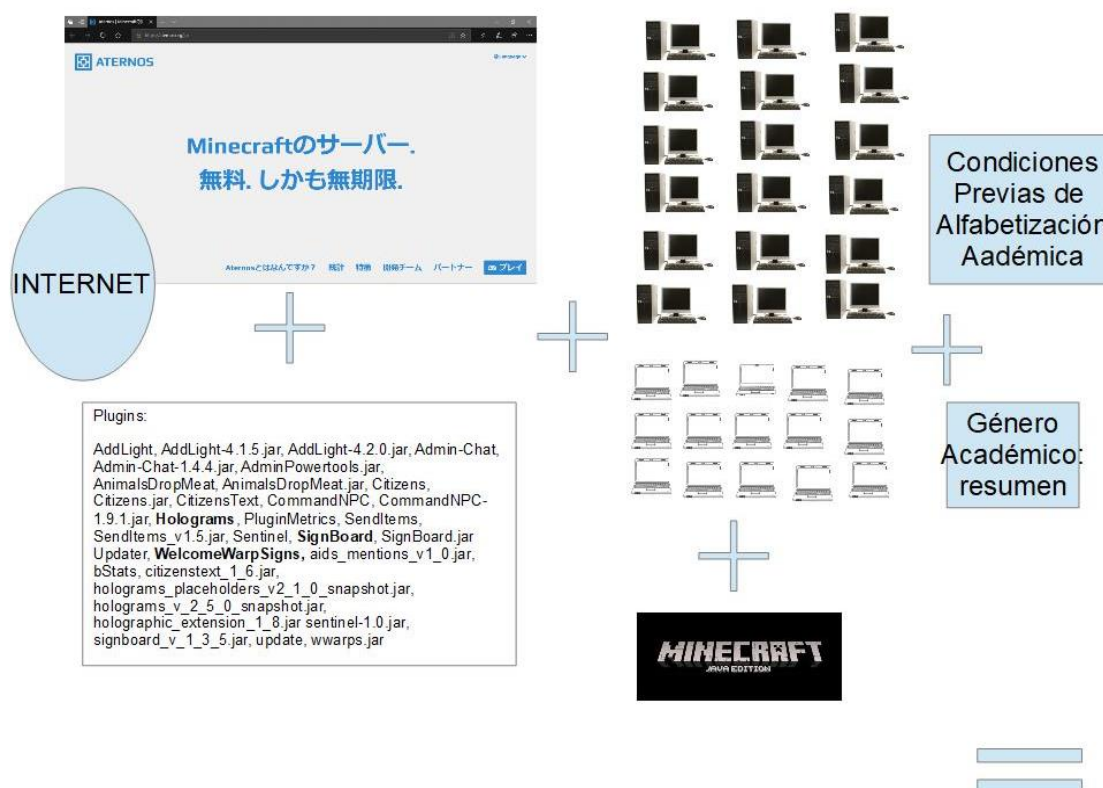 ATERNOS
Minecraftのサーバー.
無料. しかも無期限.
Aternosとはなんですか? 統計 特徴 開発チーム パートナー プレイ
INTERNET
Plugins:
AddLight, AddLight-4.1.5.jar, AddLight-4.2.0.jar, Admin-Chat,
Admin-Chat-1.4.4.jar, AdminPowertools.jar,
AnimalsDropMeat, AnimalsDropMeat.jar, Citizens,
Citizens.jar, CitizensText, CommandNPC, CommandNPC-
1.9.1.jar, Holograms, PluginMetrics, SendItems,
SendItems_v1.5.jar, Sentinel, SignBoard, SignBoard.jar
Updater, WelcomeWarpSigns, aids_mentions_v1_0.jar,
bStats, citizenstext_1_6.jar,
holograms_placeholders_v2_1_0_snapshot.jar,
holograms_v_2_5_0_snapshot.jar,
holographic_extension_1_8.jar sentinel-1.0.jar,
signboard_v_1_3_5.jar, update, wwarps.jar
MINECRAFT
JAVA EDITION
Condiciones
Previas de
Alfabetización
Aadémica
Género
Académico:
resumen